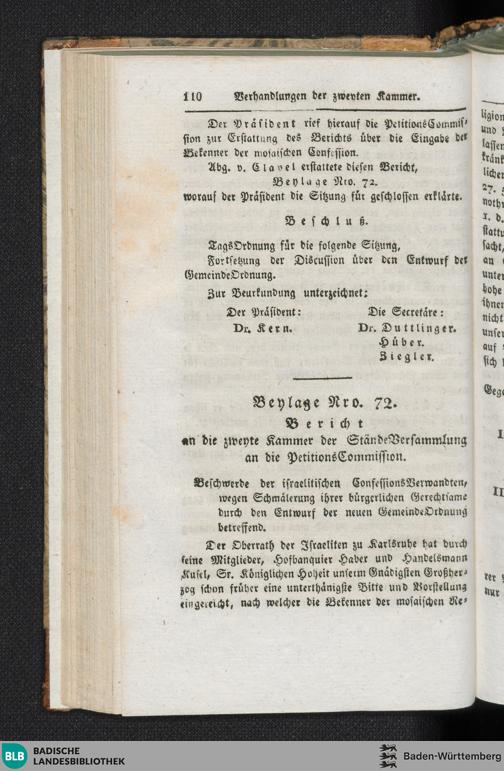 110 Verhandlungen der zweyten Kammer.
Der Präsident rief hierauf die PetitionsCommis-
sion zur Erstattung des Berichts über die Eingabe der
Bekenner der mosaischen Confession.
Abg. v. Clavel erstattete diesen Bericht,
Beylage Nro. 72.
worauf der Präsident die Sitzung für geschlossen erklärte.
Beschluß.
TagsOrdnung für die folgende Sitzung,
Fortsetzung der Discussion über den Entwurf der
GemeindeOrdnung.
Zur Beurkundung unterzeichnet:
Der Präsident: Die Secretäre:
Dr. Kern. Dr. Duttlinger.
Hüber.
Ziegler.
Beylage Nro. 72.
Bericht
an die zweyte Kammer der StändeVersammlung
an die PetitionsCommission.
Beschwerde der israelitischen ConfessionsVerwandten,
wegen Schmälerung ihrer bürgerlichen Gerechtsame
durch den Entwurf der neuen GemeindeOrdnung
betreffend.
Der Oberrath der Israeliten zu Karlsruhe hat durch
seine Mitglieder, Hofbanquier Haber und Handelsmann
Kusel, Sr. Königlichen Hoheit unserm Gnädigsten Großher-
zog schon früher eine unterthänigste Bitte und Vorstellung
eingereicht, nach welcher die Bekenner der mosaischen Re-
BLB BADISCHE
LANDESBIBLIOTHEK
Baden-Württemberg